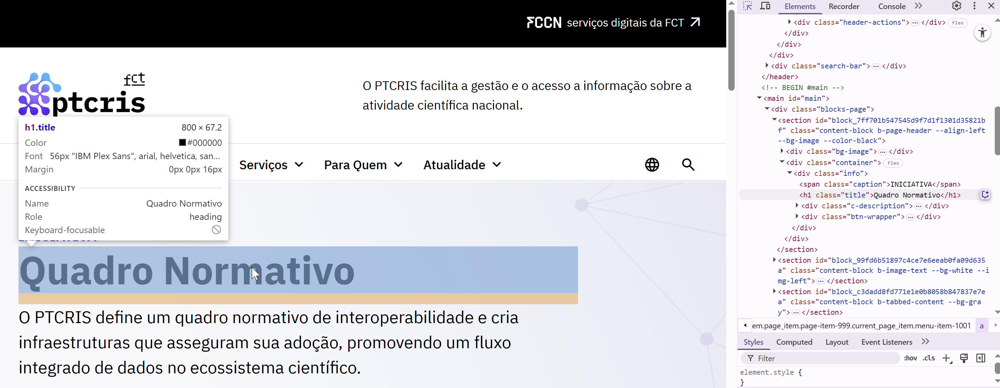 FCCN serviços digitais da FCT
fct
ptcris
O PTCRIS facilita a gestão e o acesso a informação sobre a
atividade científica nacional.
h1.title 800 × 67.2
Color #000000
Font 56px "IBM Plex Sans", arial, helvetica, san...
Margin 0px 0px 16px
ACCESSIBILITY
Name Quadro Normativo
Role heading
Keyboard-focusable
Serviços Para Quem Atualidade
Quadro Normativo
O PTCRIS define um quadro normativo de interoperabilidade e cria
infraestruturas que asseguram sua adoção, promovendo um fluxo
integrado de dados no ecossistema científico.
Elements Recorder Console
<div class="header-actions">…</div> flex
</div>
</div>
</div>
<div class="search-bar">…</div>
</header>
<!-- BEGIN #main -->
<main id="main">
<div class="blocks-page">
<section id="block_7ff701b547545d9f7d1f1301d35821b
f" class="content-block b-page-header --align-left
--bg-image --color-black">
<div class="bg-image">…</div>
<div class="container"> flex
<div class="info">
<span class="caption">INICIATIVA</span>
<h1 class="title">Quadro Normativo</h1>
<div class="c-description">…</div>
<div class="btn-wrapper">…</div>
</div>
</div>
</section>
<section id="block_99fd6b51897c4ce7e6eeab0fa09d635
a" class="content-block b-image-text --bg-white --i
mg-left">…</section>
<section id="block_c3dadd8fd771e1e0b8058b847837e7e
a" class="content-block b-tabbed-content --bg-gra
y">…</section>
em.page_item.page-item-999.current_page_item.menu-item-1001 a
Styles Computed Layout Event Listeners
Filter :hov .cls
element.style {
}